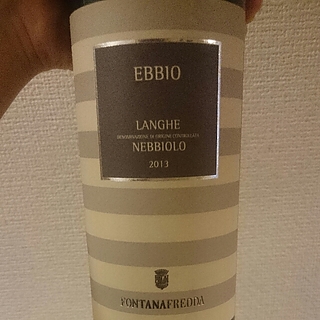 EBBIO
LANGHE
DENOMINAZIONE DI ORIGINE CONTROLLATA
NEBBIOLO
2013
FONTANAFREDDA